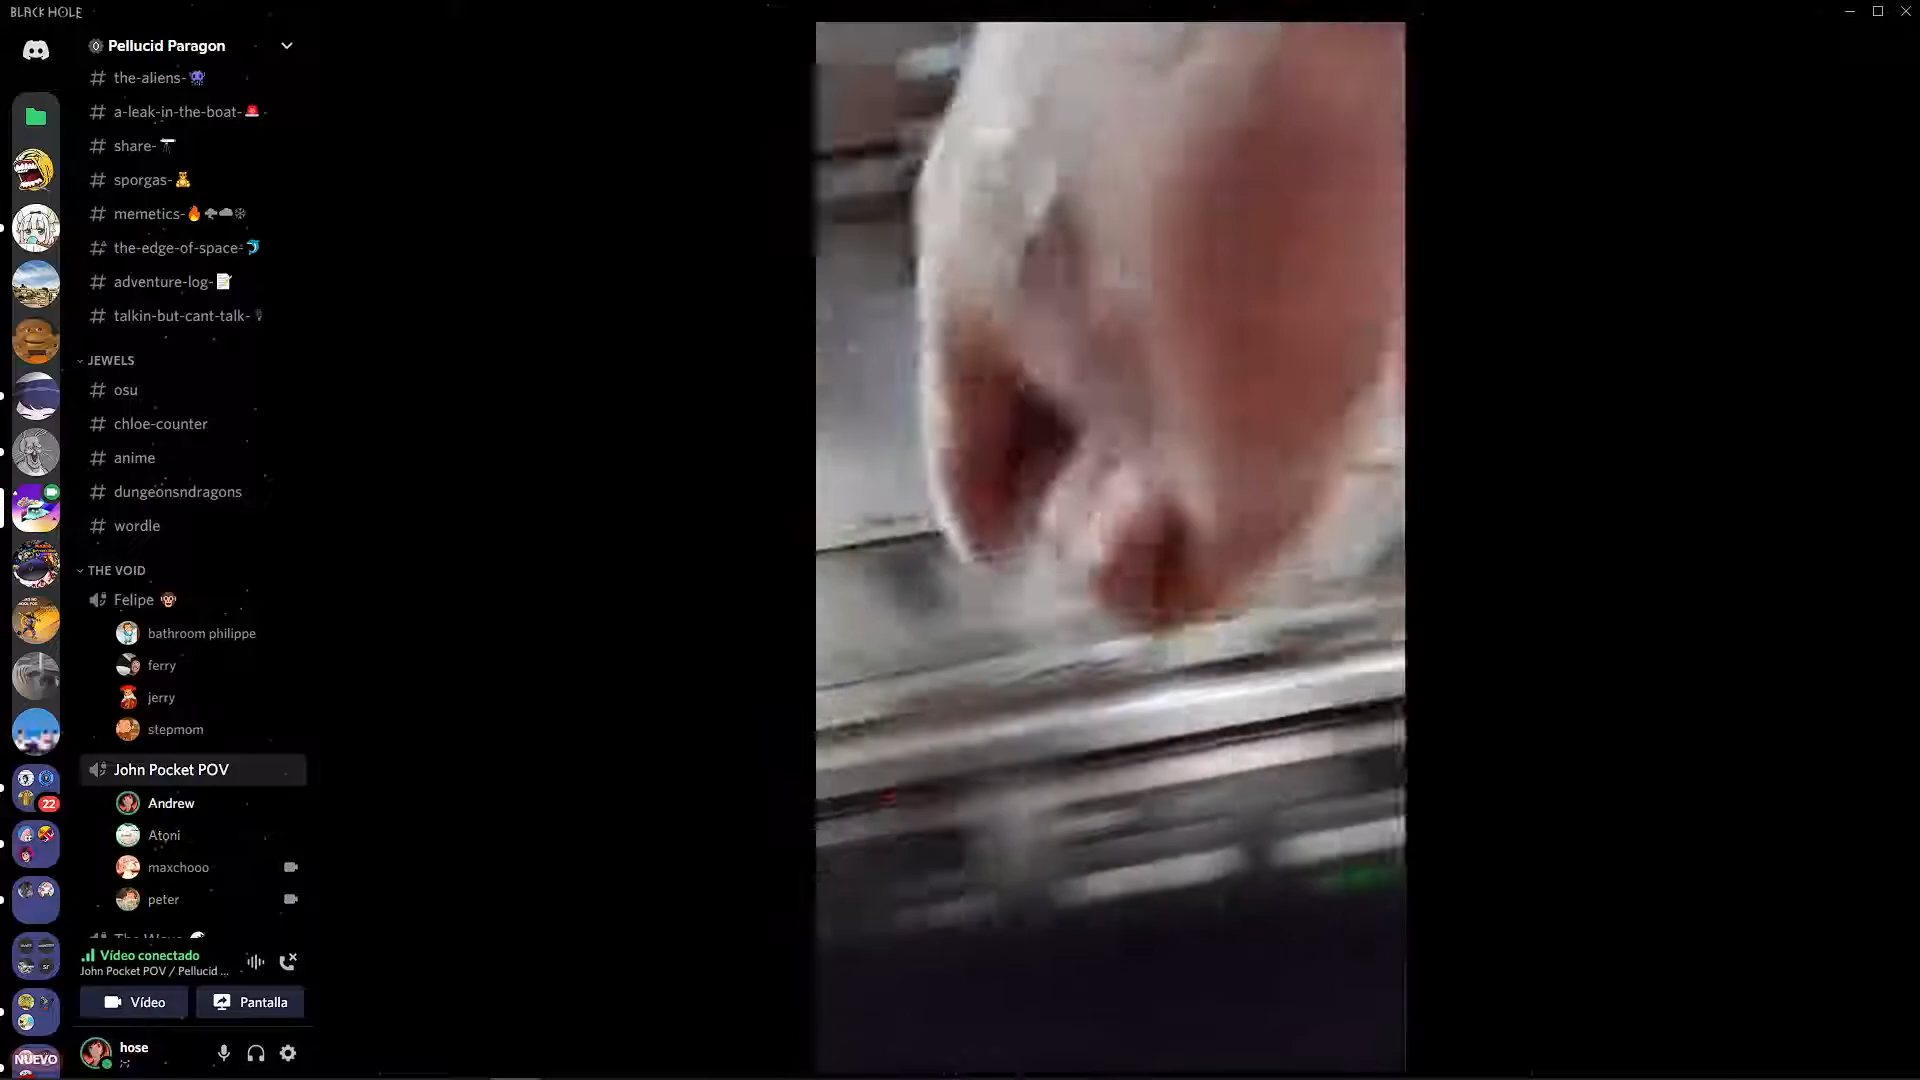 BLACK HOLE
Pellucid Paragon
the-aliens-👾
a-leak-in-the-boat-🚨
share-🔭
sporgas-🧸
memetics-🔥🌩☁❄
the-edge-of-space-🐬
adventure-log-📝
talkin-but-cant-talk-
JEWELS
osu
chloe-counter
anime
dungeonsndragons
wordle
THE VOID
Felipe 🐵
bathroom philippe
ferry
jerry
stepmom
John Pocket POV
Andrew
Atoni
maxchooo
peter
22
Vídeo conectado
John Pocket POV / Pellucid ...
Vídeo
Pantalla
hose
NUEVO